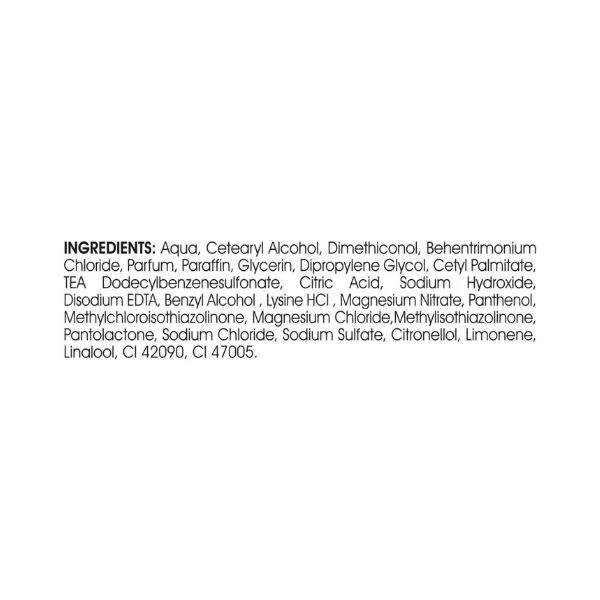 INGREDIENTS: Aqua, Cetearyl Alcohol, Dimethiconol, Behentrimonium
Chloride, Parfum, Paraffin, Glycerin, Dipropylene Glycol, Cetyl Palmitate,
TEA Dodecylbenzenesulfonate, Citric Acid, Sodium Hydroxide,
Disodium EDTA, Benzyl Alcohol , Lysine HCl , Magnesium Nitrate, Panthenol,
Methylchloroisothiazolinone, Magnesium Chloride,Methylisothiazolinone,
Pantolactone, Sodium Chloride, Sodium Sulfate, Citronellol, Limonene,
Linalool, CI 42090, CI 47005.